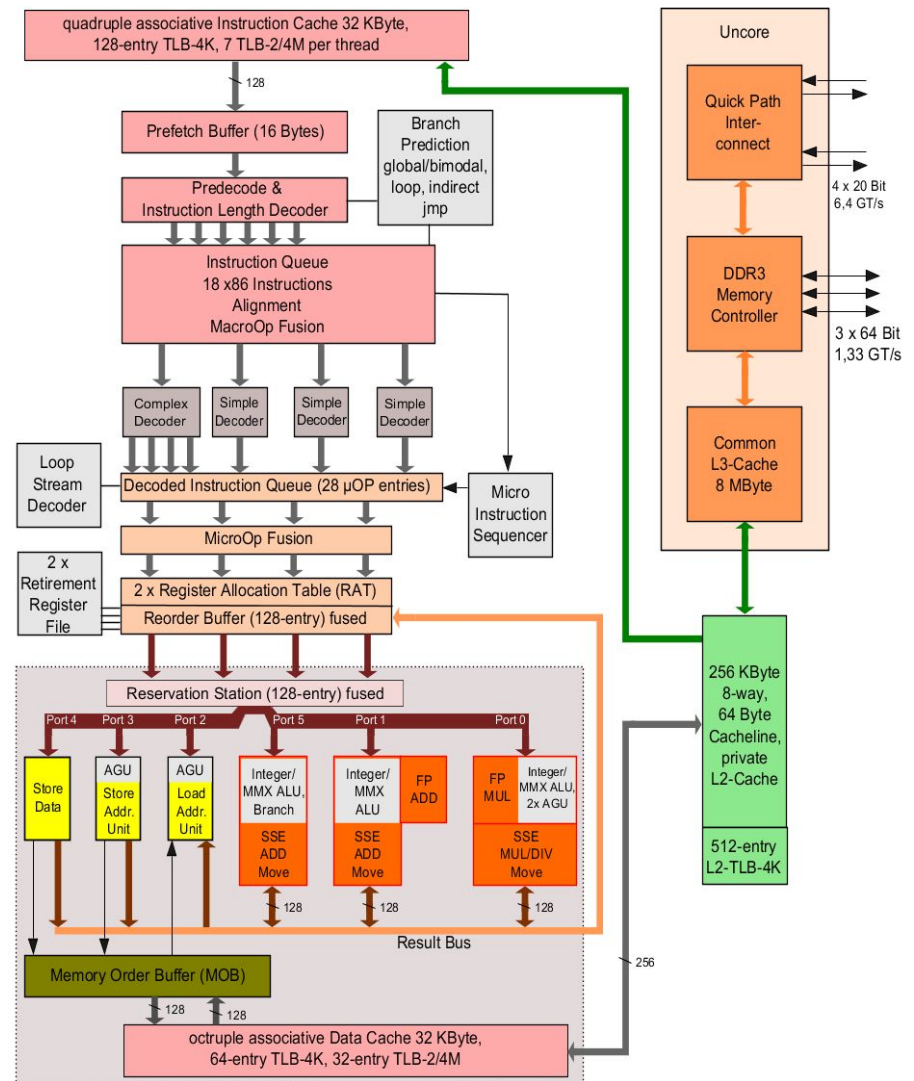 quadruple associative Instruction Cache 32 KByte,
128-entry TLB-4K, 7 TLB-2/4M per thread
128
Prefetch Buffer (16 Bytes)
Predecode &
Instruction Length Decoder
Branch
Prediction
global/bimodal,
loop, indirect
jmp
Instruction Queue
18 x86 Instructions
Alignment
MacroOp Fusion
Complex
Decoder
Simple
Decoder
Simple
Decoder
Simple
Decoder
Loop
Stream
Decoder
Decoded Instruction Queue (28 µOP entries)
Micro
Instruction
Sequencer
MicroOp Fusion
2 x
Retirement
Register
File
2 x Register Allocation Table (RAT)
Reorder Buffer (128-entry) fused
Reservation Station (128-entry) fused
Port 4
Port 3
Port 2
Port 5
Port 1
Port 0
Store
Data
AGU
Store
Addr.
Unit
AGU
Load
Addr.
Unit
Integer/
MMX ALU,
Branch
SSE
ADD
Move
Integer/
MMX
ALU
FP
ADD
SSE
ADD
Move
FP
MUL
Integer/
MMX ALU,
2x AGU
SSE
MUL/DIV
Move
128
128
128
Result Bus
Memory Order Buffer (MOB)
128
128
octruple associative Data Cache 32 KByte,
64-entry TLB-4K, 32-entry TLB-2/4M
256
Uncore
Quick Path
Inter-
connect
4 x 20 Bit
6,4 GT/s
DDR3
Memory
Controller
3 x 64 Bit
1,33 GT/s
Common
L3-Cache
8 MByte
256 KByte
8-way,
64 Byte
Cacheline,
private
L2-Cache
512-entry
L2-TLB-4K